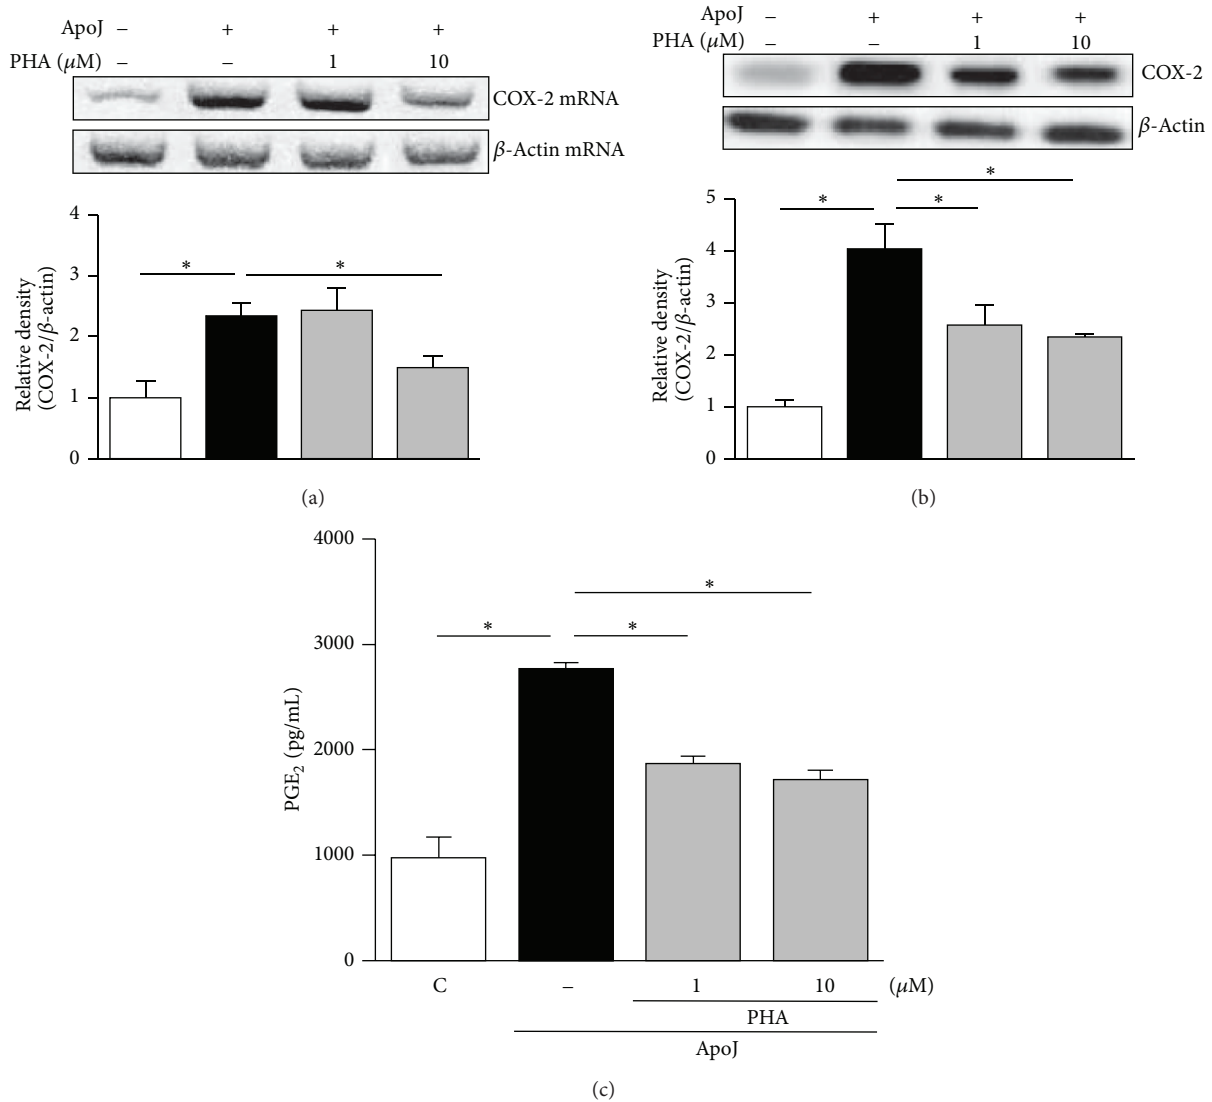 ApoJ – + + +
PHA (μM) – – 1 10
COX-2 mRNA
β-Actin mRNA
4
3
2
1
0
Relative density
(COX-2/β-actin)
* *
(a)
ApoJ – + + +
PHA (μM) – – 1 10
COX-2
β-Actin
5
4
3
2
1
0
Relative density
(COX-2/β-actin)
*
* *
(b)
4000
3000
2000
1000
0
PGE₂ (pg/mL)
*
* *
C – 1 10 (μM)
PHA
ApoJ
(c)